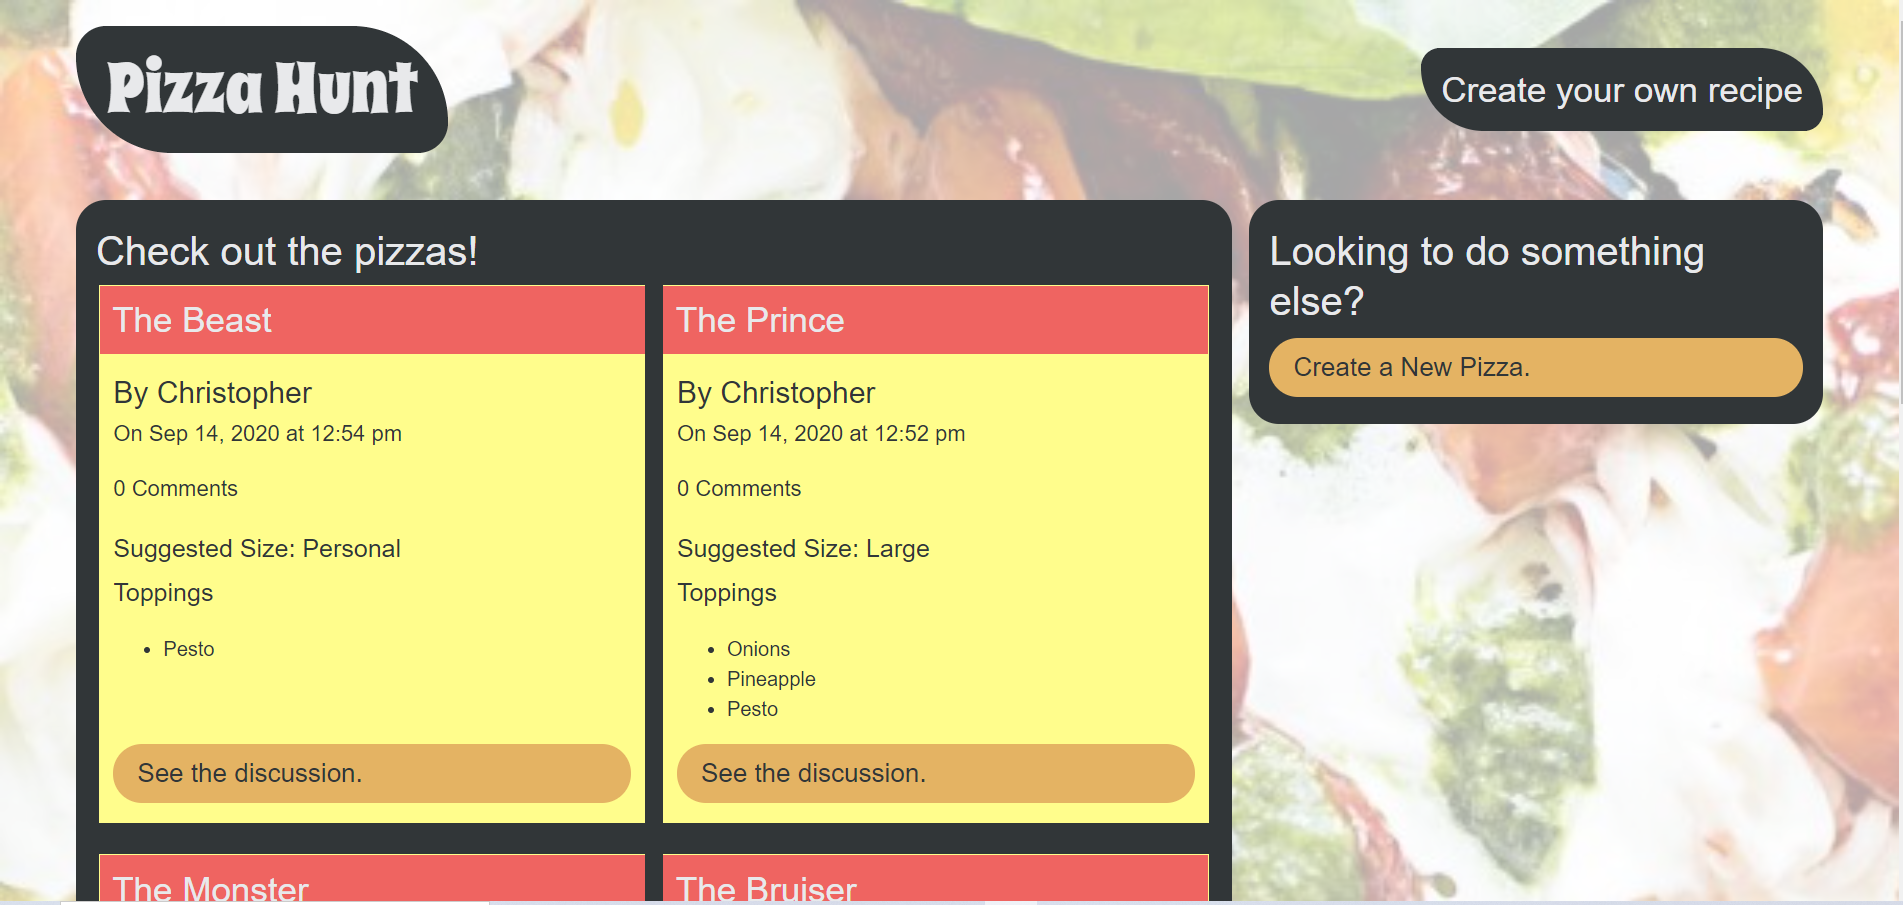 Pizza Hunt
Create your own recipe
Check out the pizzas!
The Beast
By Christopher
On Sep 14, 2020 at 12:54 pm
0 Comments
Suggested Size: Personal
Toppings
Pesto
See the discussion.
The Prince
By Christopher
On Sep 14, 2020 at 12:52 pm
0 Comments
Suggested Size: Large
Toppings
Onions
Pineapple
Pesto
See the discussion.
The Monster
The Bruiser
Looking to do something
else?
Create a New Pizza.